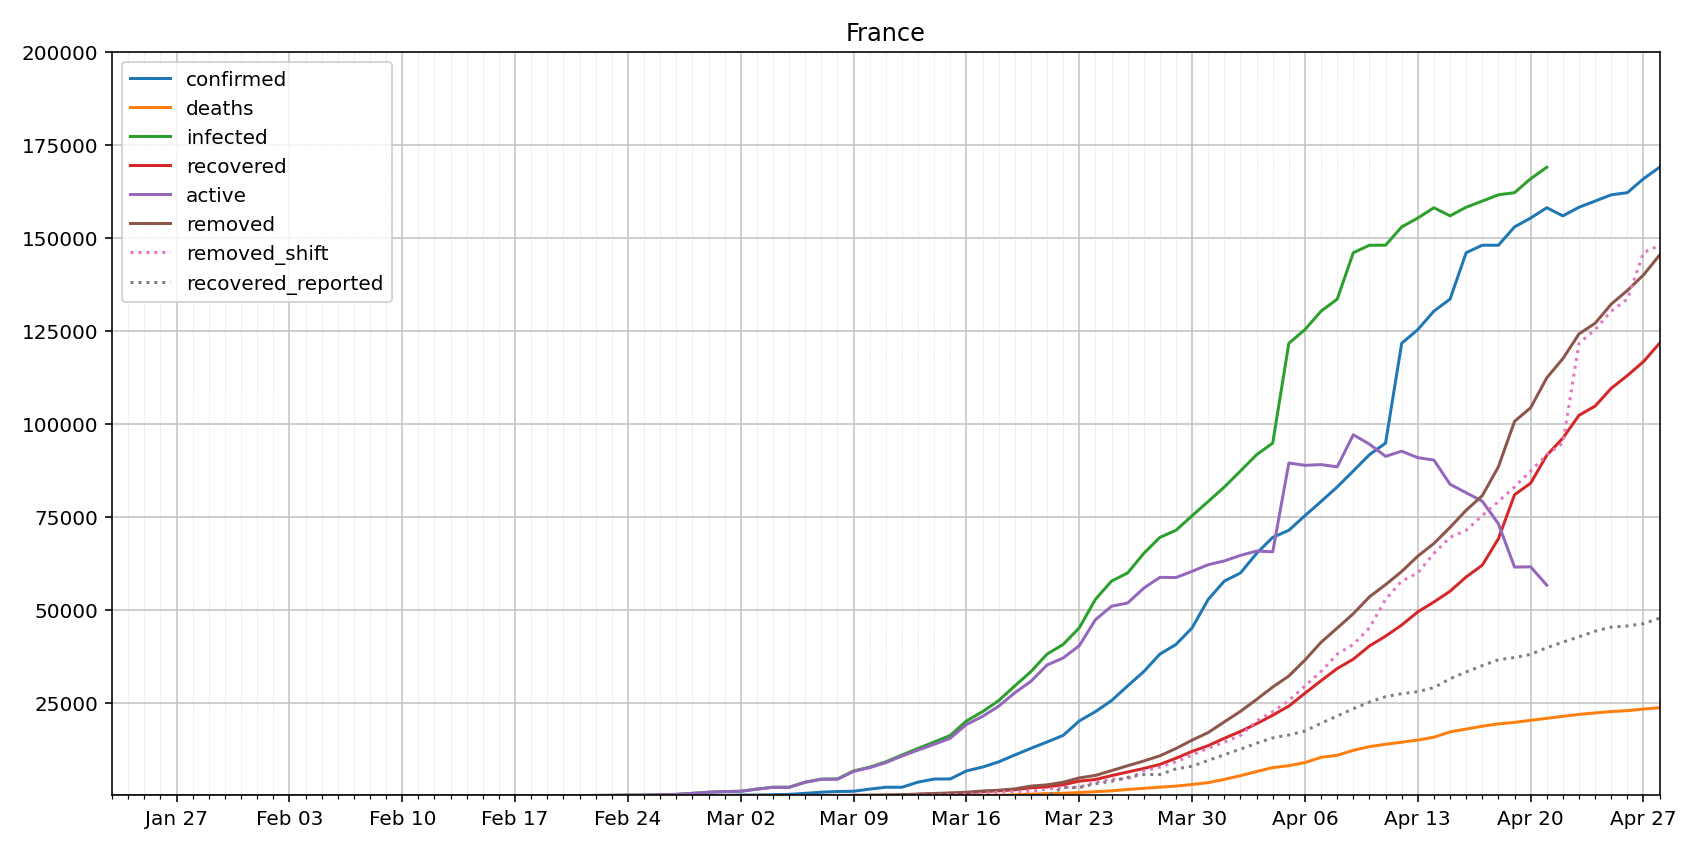 France
200000
175000
150000
125000
100000
75000
50000
25000
confirmed
deaths
infected
recovered
active
removed
removed_shift
recovered_reported
Jan 27 Feb 03 Feb 10 Feb 17 Feb 24 Mar 02 Mar 09 Mar 16 Mar 23 Mar 30 Apr 06 Apr 13 Apr 20 Apr 27